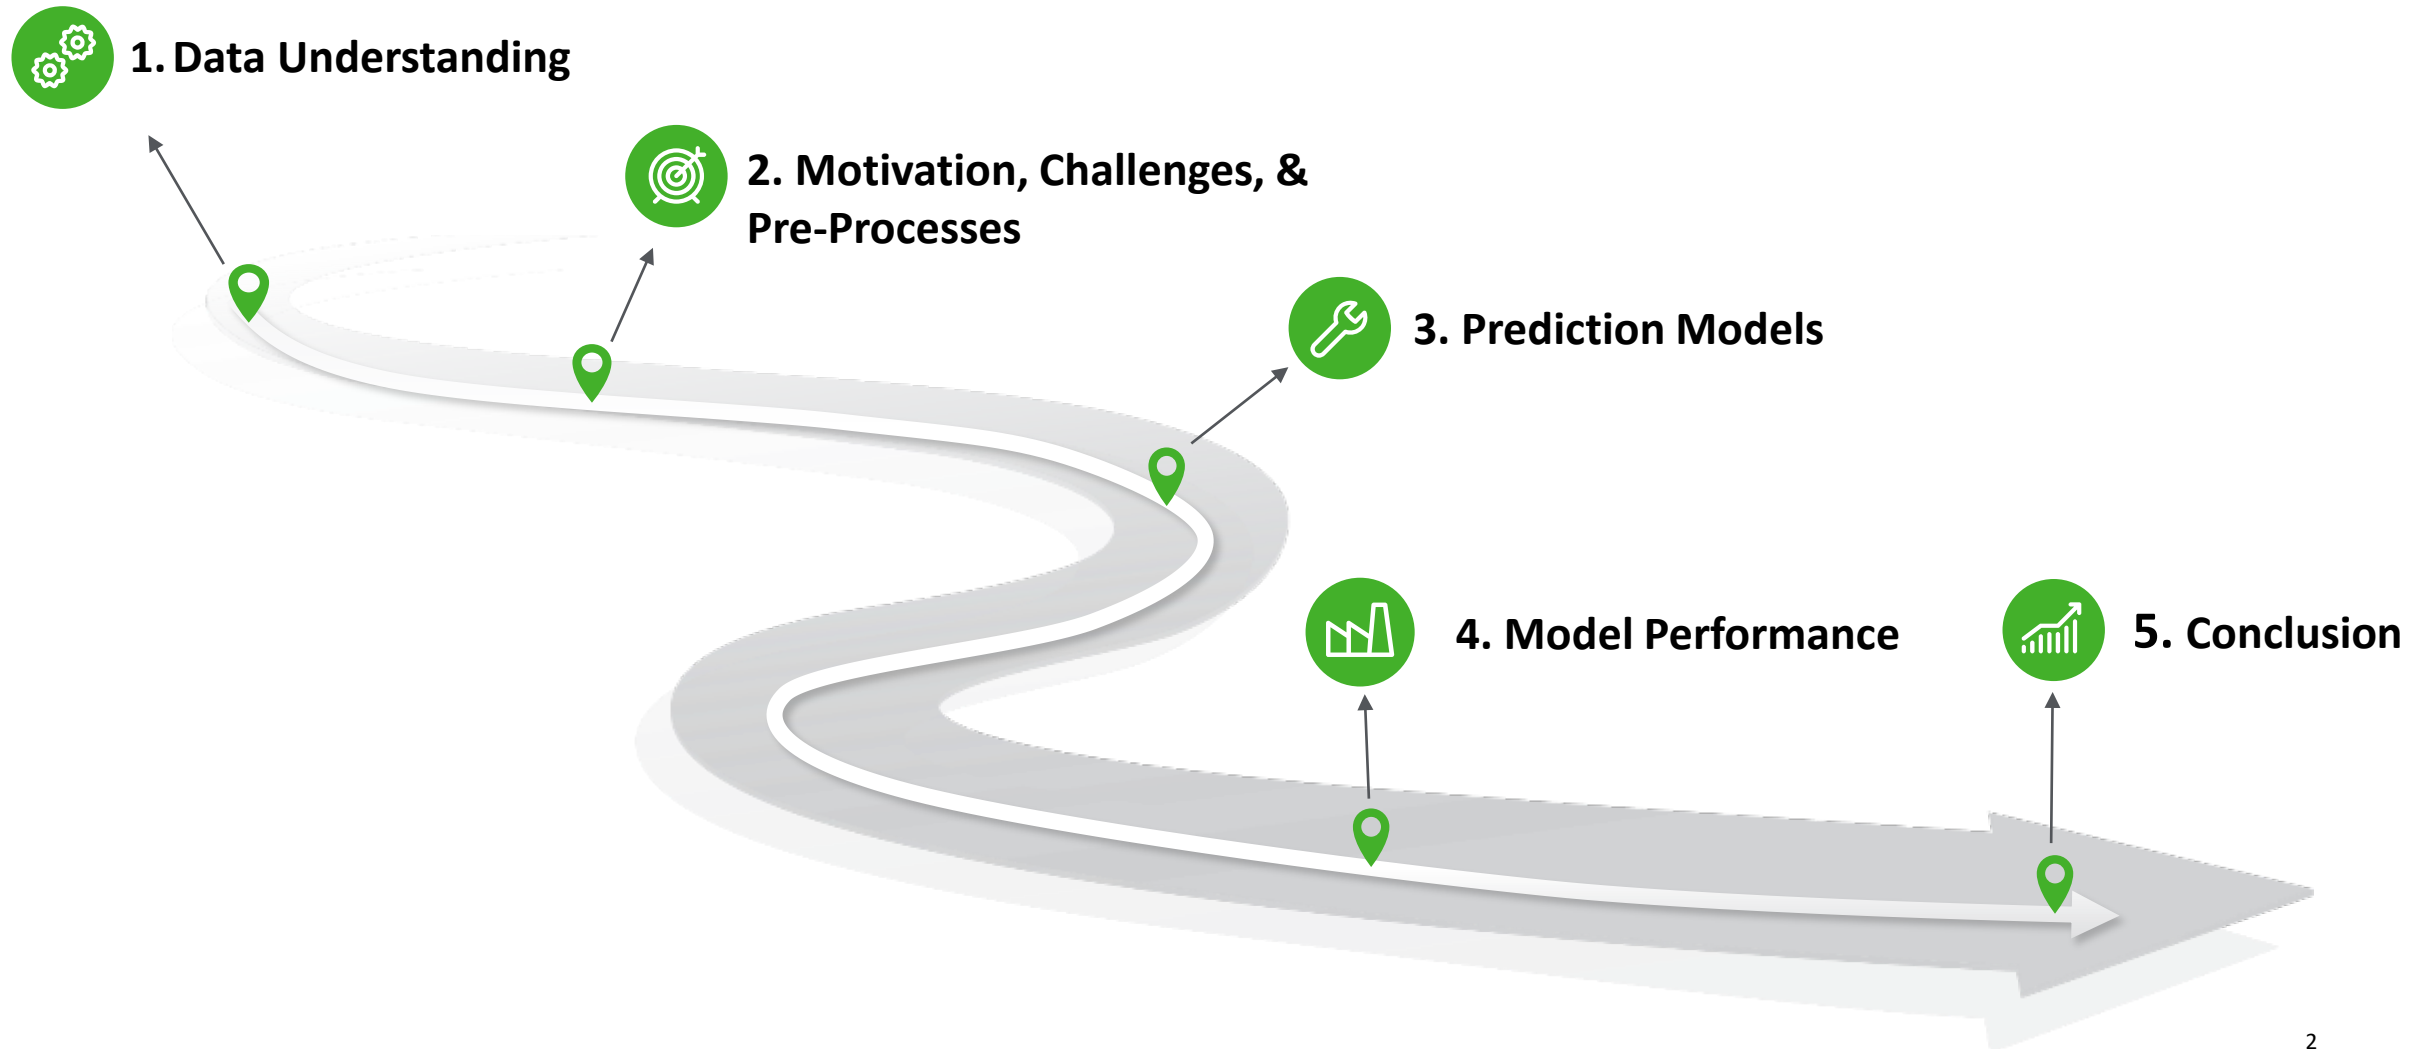 1. Data Understanding
2. Motivation, Challenges, &
Pre-Processes
3. Prediction Models
4. Model Performance
5. Conclusion
2